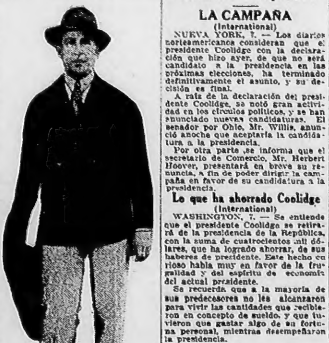 LA CAMPAÑA
(International)
NUEVA YORK, 7. — Los diarios
norteamericanos consideran que el
presidente Coolidge con la declara-
ción que hizo ayer, de que no será
candidato a la presidencia en las
próximas elecciones, ha terminado
definitivamente el asunto, y su de-
cisión es final.
A raíz de la declaración del presi-
dente Coolidge, se notó gran activi-
dad en los círculos políticos, y se han
anunciado nuevas candidaturas. El
senador por Ohio, Mr. Willis, anun-
ció anoche que aceptaría la candida-
tura a la presidencia.
Por otra parte se informa que el
secretario de Comercio, Mr. Herbert
Hoover, presentará en breve su re-
nuncia, a fin de poder dirigir la cam-
paña en favor de su candidatura a la
presidencia.
Lo que ha ahorrado Coolidge
(International)
WASHINGTON, 7. — Se entiende
que el presidente Coolidge se retira-
rá de la presidencia de la República,
con la suma de cuatrocientos mil dó-
lares, que ha logrado ahorrar, de sus
haberes de presidente. Este hecho cu-
rioso habla muy en favor de la fru-
galidad y del espíritu de economía
del actual presidente.
Se recuerda que a la mayoría de
sus predecesores no les alcanzaron
para vivir las cantidades que recibie-
ron en concepto de sueldo, y que tu-
vieron que gastar algo de su fortu-
na personal, mientras desempeñaron
la presidencia.